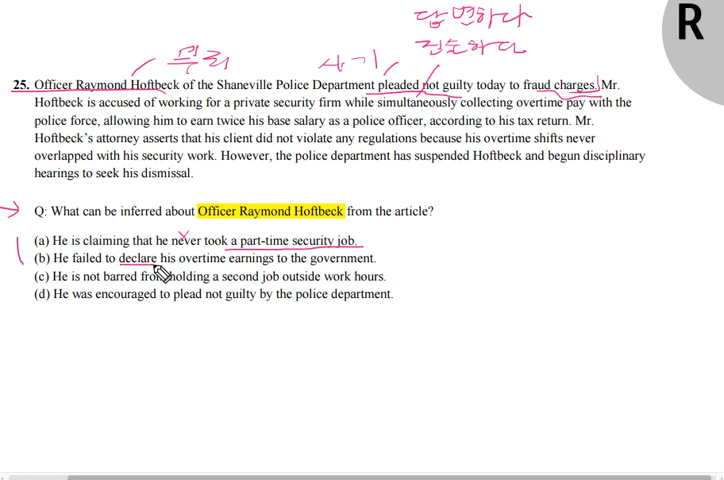 답변하다
무죄
사기
진술하다
R
25. Officer Raymond Hoftbeck of the Shaneville Police Department pleaded not guilty today to fraud charges. Mr.
Hoftbeck is accused of working for a private security firm while simultaneously collecting overtime pay with the
police force, allowing him to earn twice his base salary as a police officer, according to his tax return. Mr.
Hoftbeck's attorney asserts that his client did not violate any regulations because his overtime shifts never
overlapped with his security work. However, the police department has suspended Hoftbeck and begun disciplinary
hearings to seek his dismissal.
Q: What can be inferred about Officer Raymond Hoftbeck from the article?
(a) He is claiming that he never took a part-time security job.
(b) He failed to declare his overtime earnings to the government.
(c) He is not barred from holding a second job outside work hours.
(d) He was encouraged to plead not guilty by the police department.